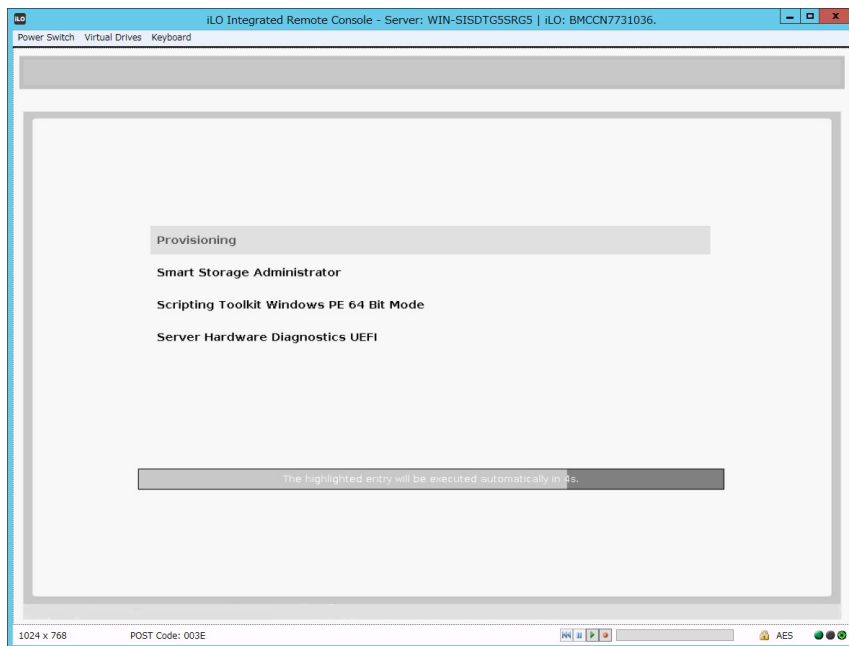 iLO
iLO Integrated Remote Console - Server: WIN-SISDTG5SRG5 | iLO: BMCCN7731036.
Power Switch Virtual Drives Keyboard
Provisioning
Smart Storage Administrator
Scripting Toolkit Windows PE 64 Bit Mode
Server Hardware Diagnostics UEFI
The highlighted entry will be executed automatically in 4s.
1024 x 768 POST Code: 003E AES